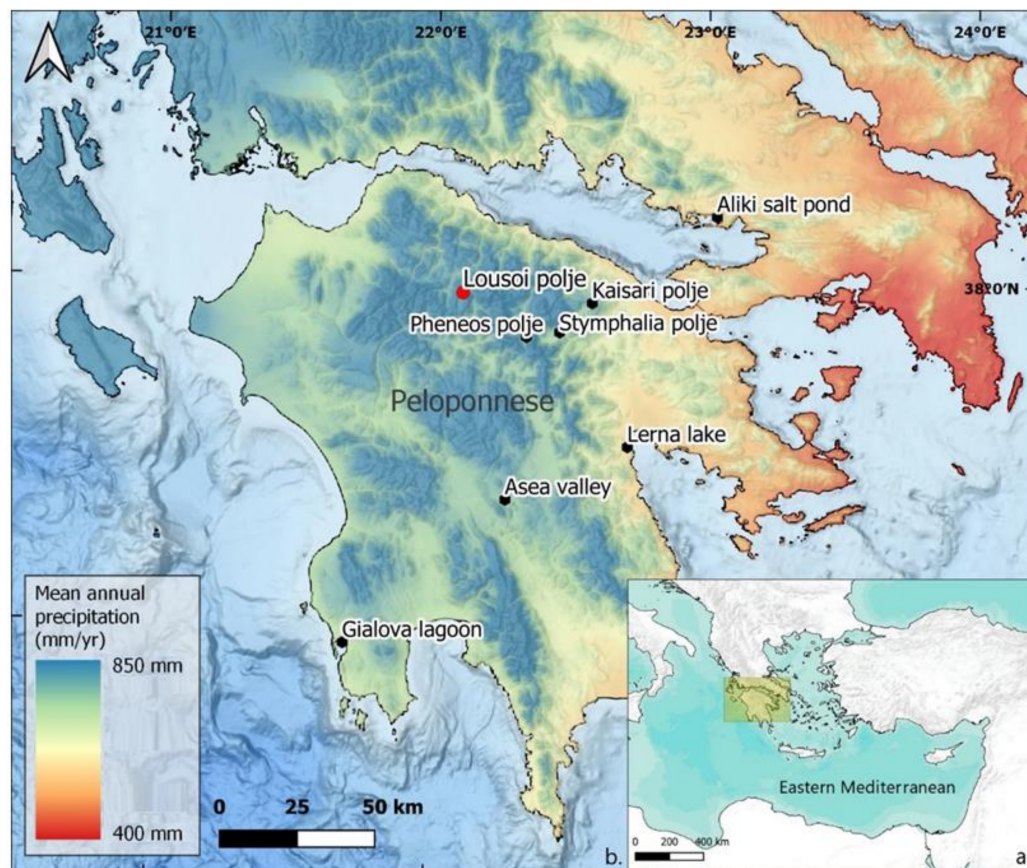 21°0′E
22°0′E
23°0′E
24°0′E
Aliki salt pond
Lousoi polje
38°0′N
Kaisari polje
Pheneos polje
Stymphalia polje
Peloponnese
Lerna lake
Asea valley
Mean annual
precipitation
(mm/yr)
850 mm
400 mm
Gialova lagoon
0 25 50 km
b.
Eastern Mediterranean
0 200 400 km
a